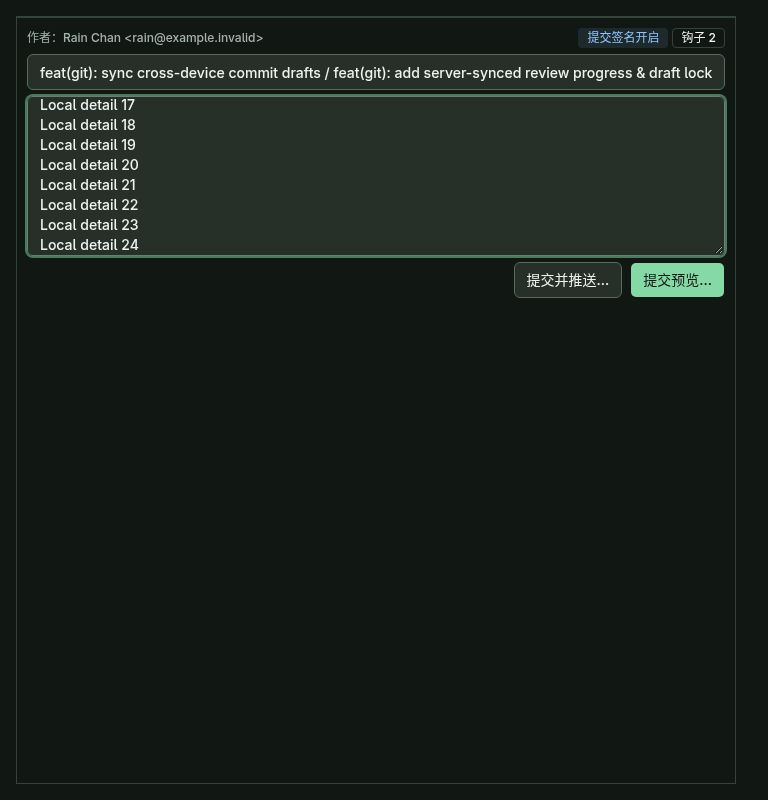 作者：Rain Chan <rain@example.invalid>
提交签名开启
钩子 2
feat(git): sync cross-device commit drafts / feat(git): add server-synced review progress & draft lock
Local detail 17
Local detail 18
Local detail 19
Local detail 20
Local detail 21
Local detail 22
Local detail 23
Local detail 24
提交并推送...
提交预览...